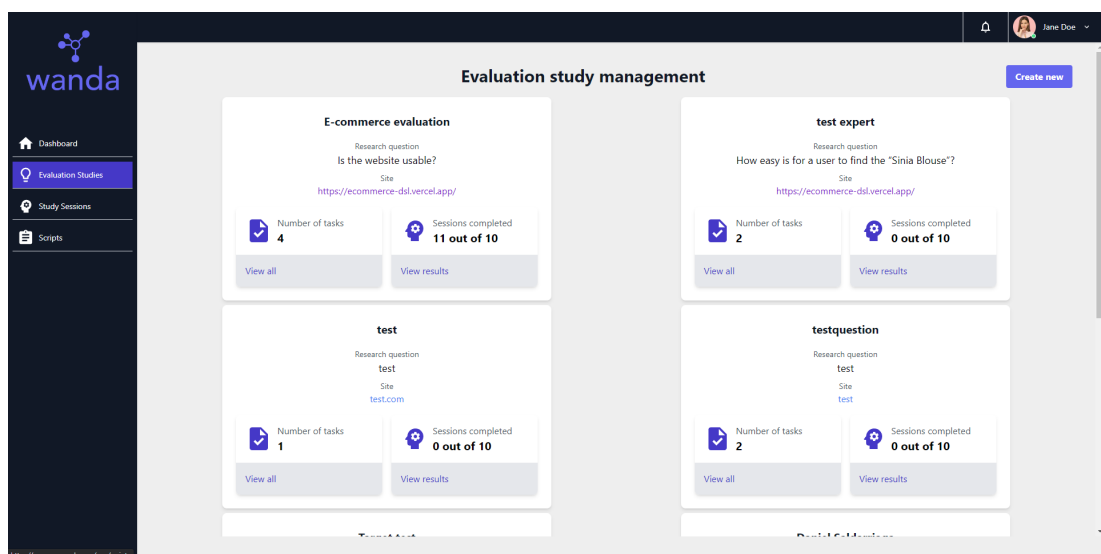 wanda
Jane Doe
Dashboard
Evaluation Studies
Study Sessions
Scripts
Evaluation study management
Create new
E-commerce evaluation
Research question
Is the website usable?
Site
https://ecommerce-dsl.vercel.app/
Number of tasks
4
Sessions completed
11 out of 10
View all
View results
test expert
Research question
How easy is for a user to find the “Sinia Blouse”?
Site
https://ecommerce-dsl.vercel.app/
Number of tasks
2
Sessions completed
0 out of 10
View all
View results
test
Research question
test
Site
test.com
Number of tasks
1
Sessions completed
0 out of 10
View all
View results
testquestion
Research question
test
Site
test
Number of tasks
2
Sessions completed
0 out of 10
View all
View results